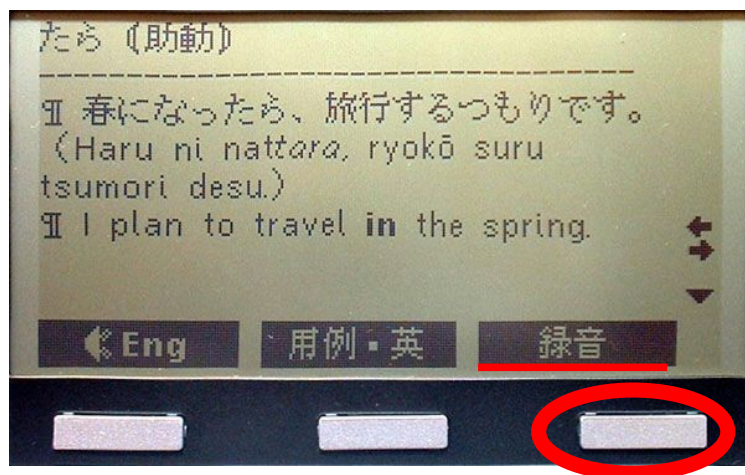 たら (助動)
¶ 春になったら、旅行するつもりです。
(Haru ni nattara, ryokō suru
tsumori desu.)
¶ I plan to travel in the spring.
Eng 用例・英 録音